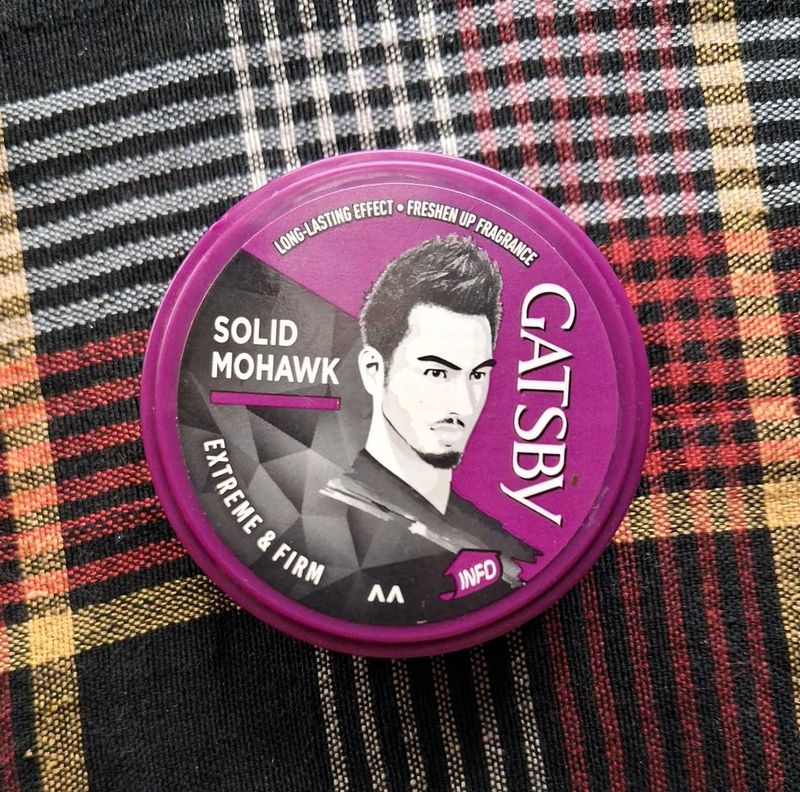 LONG-LASTING EFFECT • FRESHEN UP FRAGRANCE
GATSBY
SOLID
MOHAWK
EXTREME & FIRM
INFO